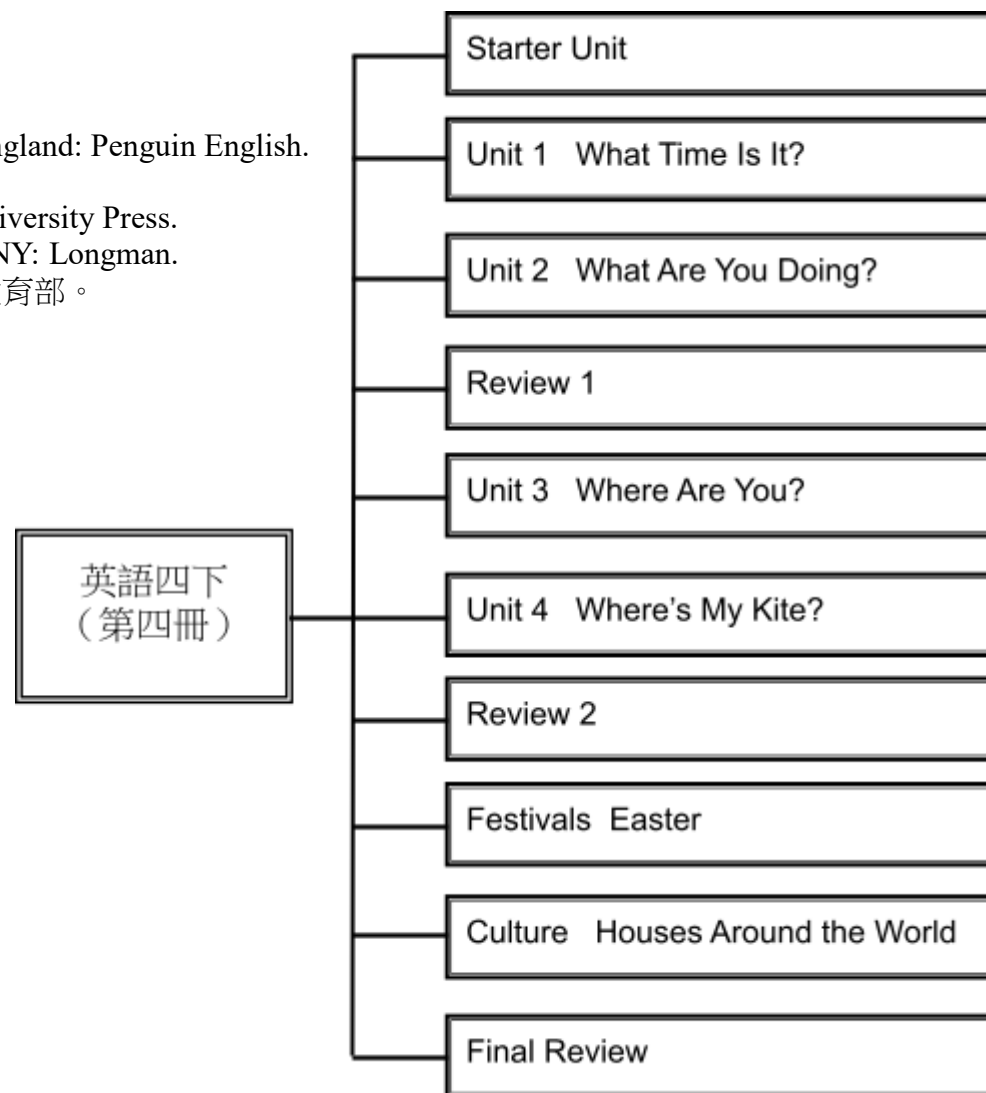 England: Penguin English.
University Press.
NY: Longman.
育部。
英語四下
（第四冊）
Starter Unit
Unit 1 What Time Is It?
Unit 2 What Are You Doing?
Review 1
Unit 3 Where Are You?
Unit 4 Where's My Kite?
Review 2
Festivals Easter
Culture Houses Around the World
Final Review